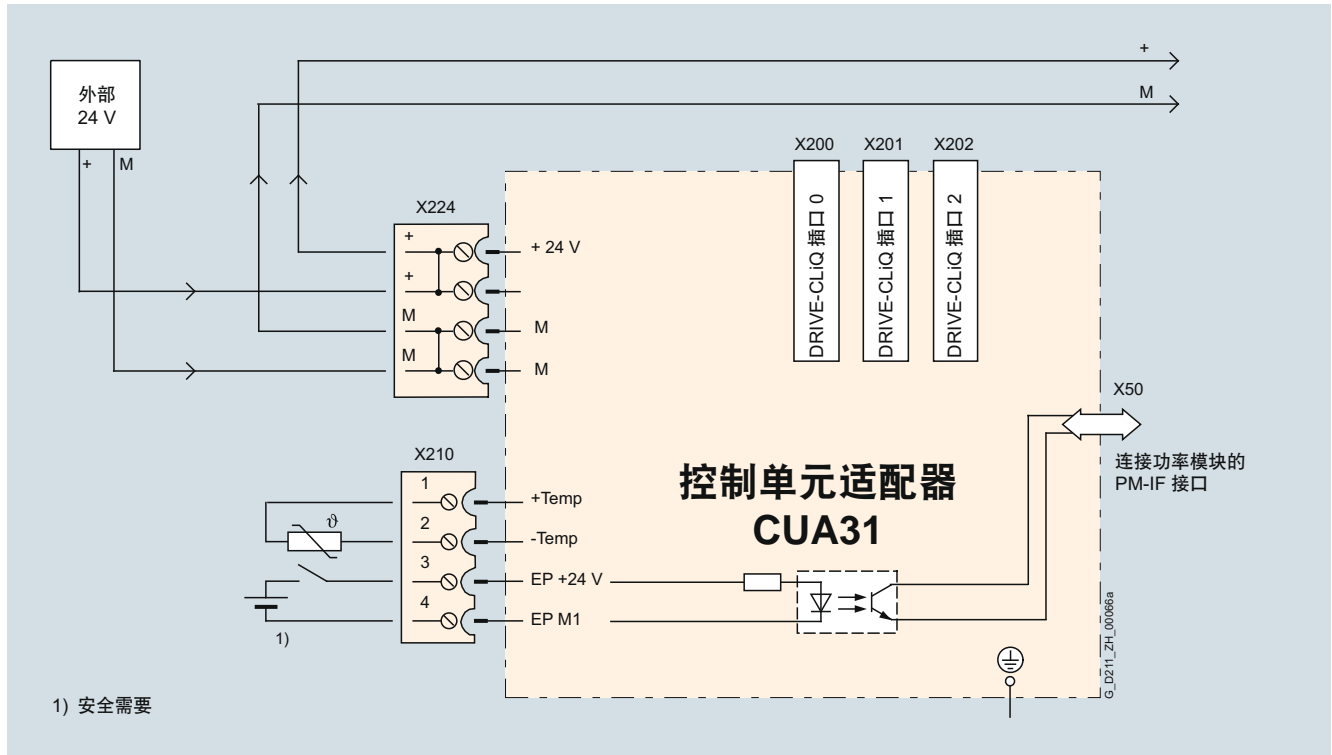 外部
24 V
+
M
+
M
X224
+
+
M
M
+ 24 V
M
M
X200
X201
X202
DRIVE-CLiQ 插口 0
DRIVE-CLiQ 插口 1
DRIVE-CLiQ 插口 2
X50
连接功率模块的
PM-IF 接口
控制单元适配器
CUA31
X210
1
2
3
4
+Temp
-Temp
EP +24 V
EP M1
ϑ
1)
G_D211_ZH_00066a
1) 安全需要